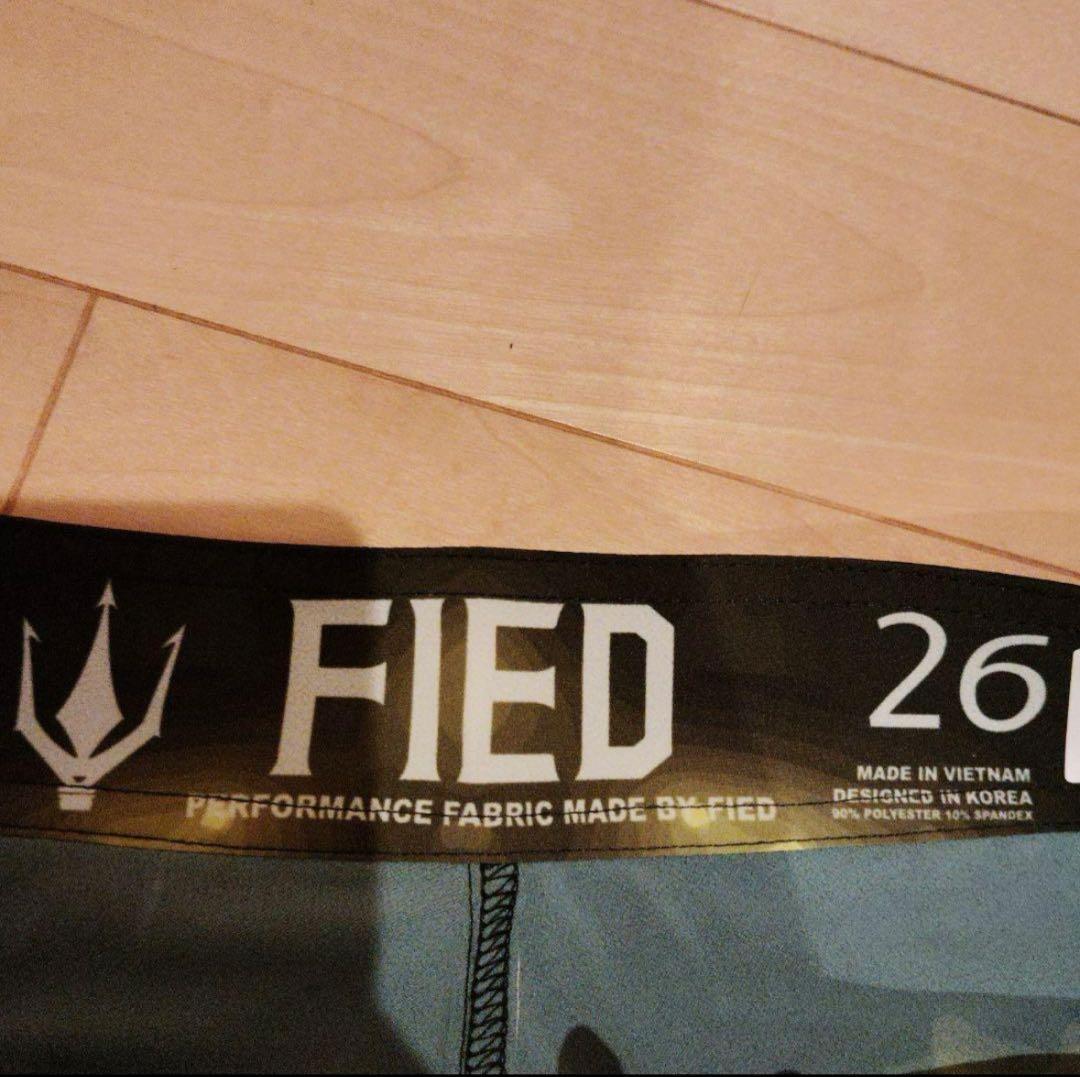 FIED
26
PERFORMANCE FABRIC MADE BY FIED
MADE IN VIETNAM
DESIGNED IN KOREA
90% POLYESTER 10% SPANDEX